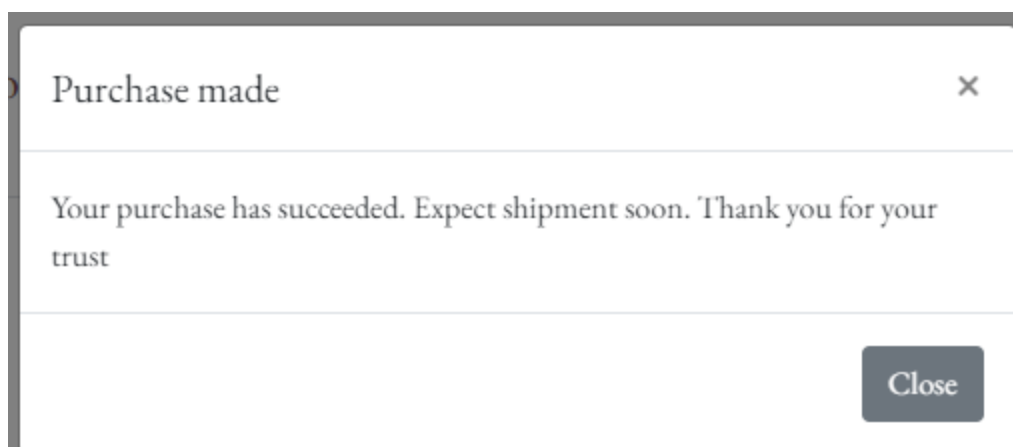 Purchase made
×
Your purchase has succeeded. Expect shipment soon. Thank you for your
trust
Close